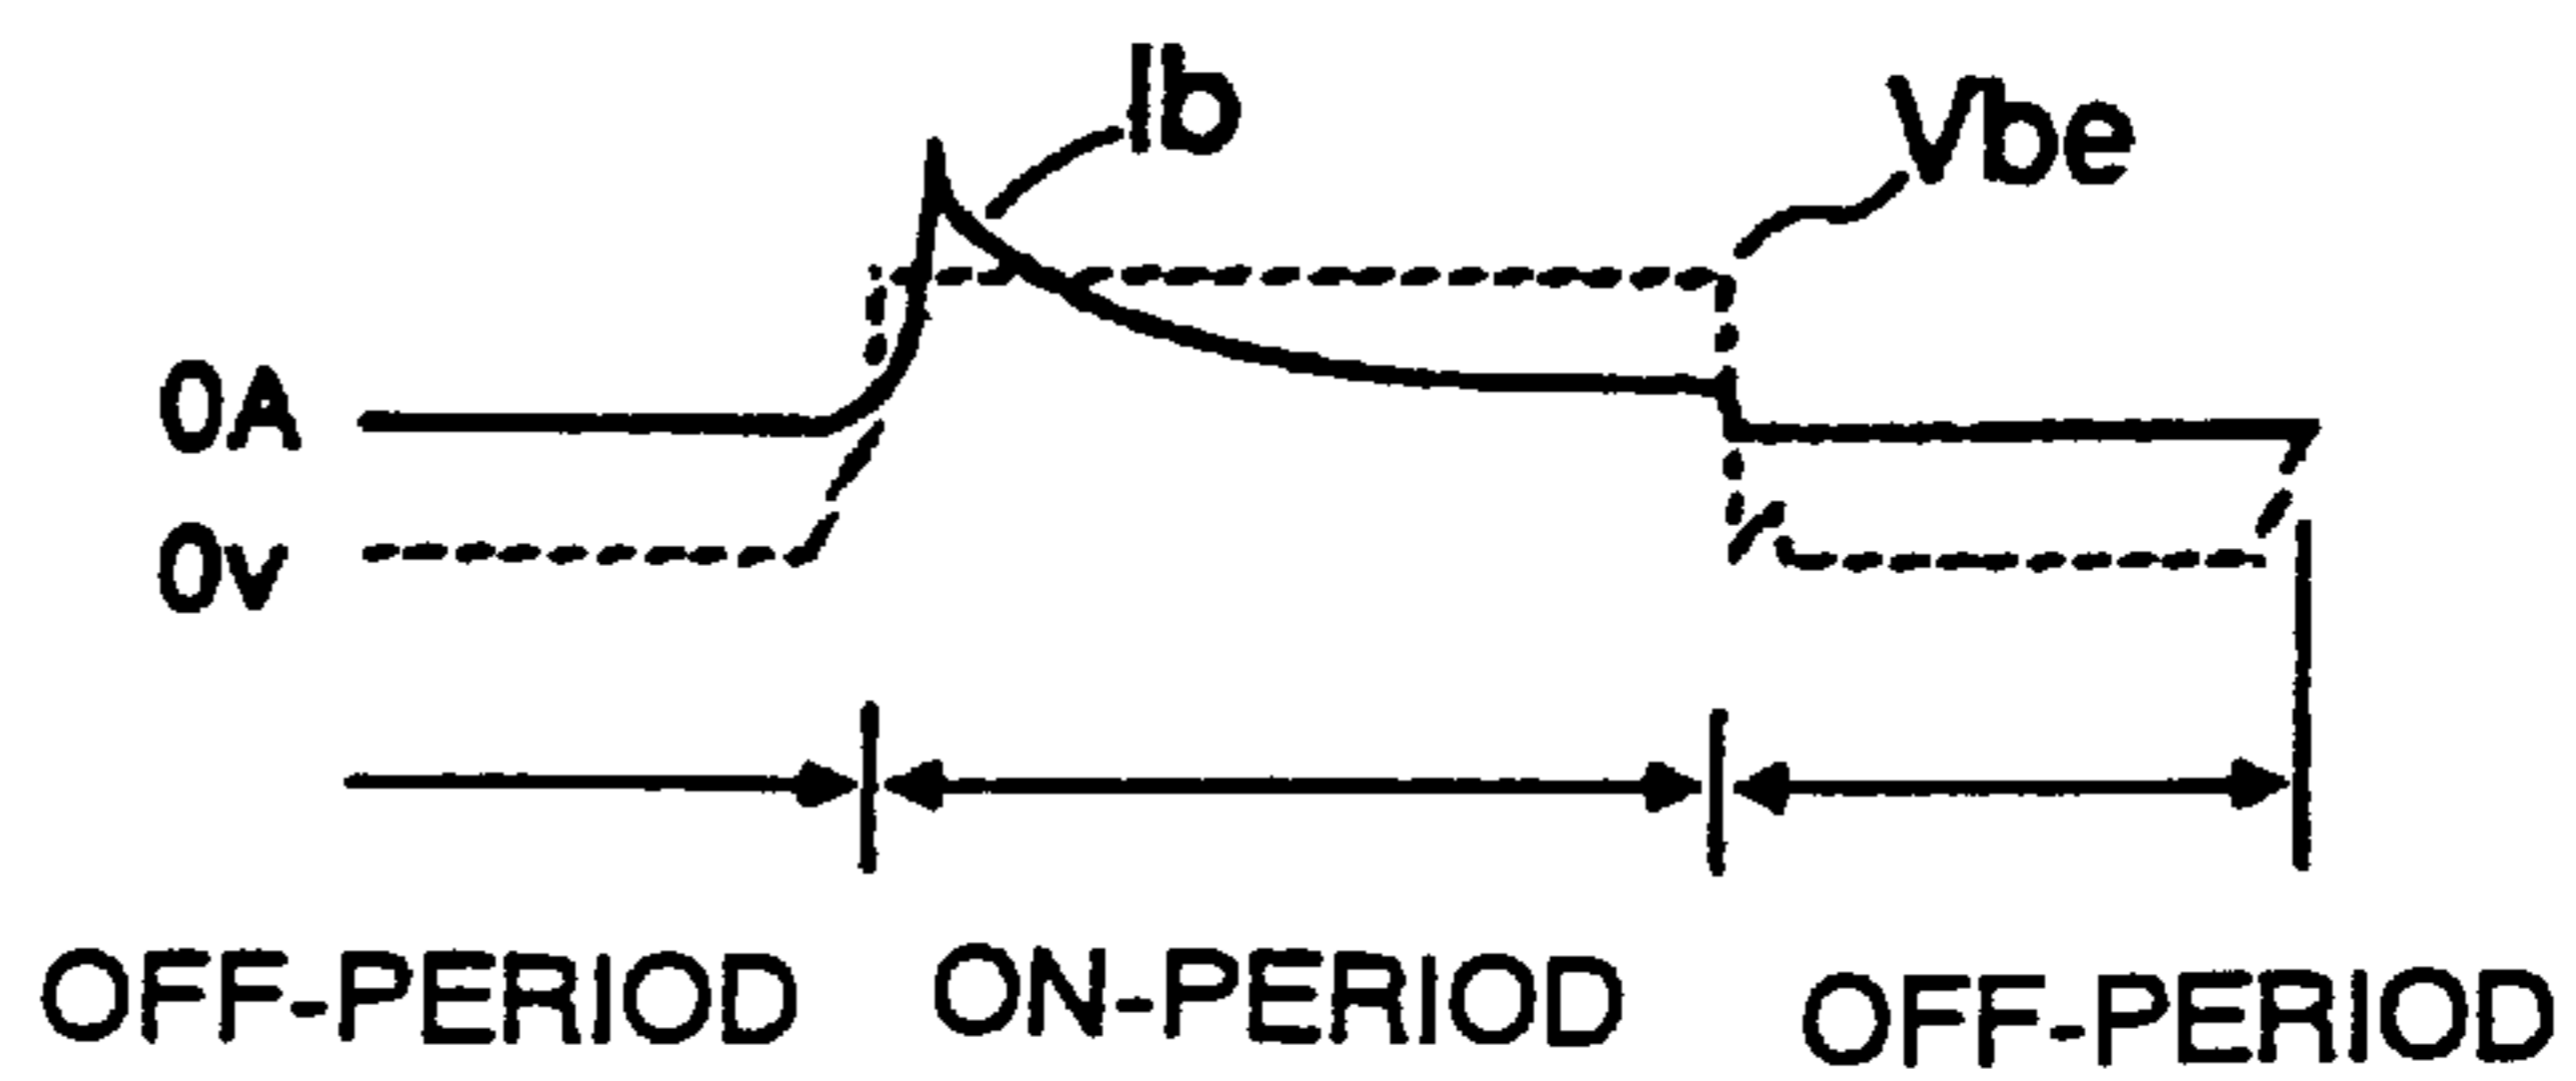 Ib
Vbe
0A
0v
OFF-PERIOD
ON-PERIOD
OFF-PERIOD